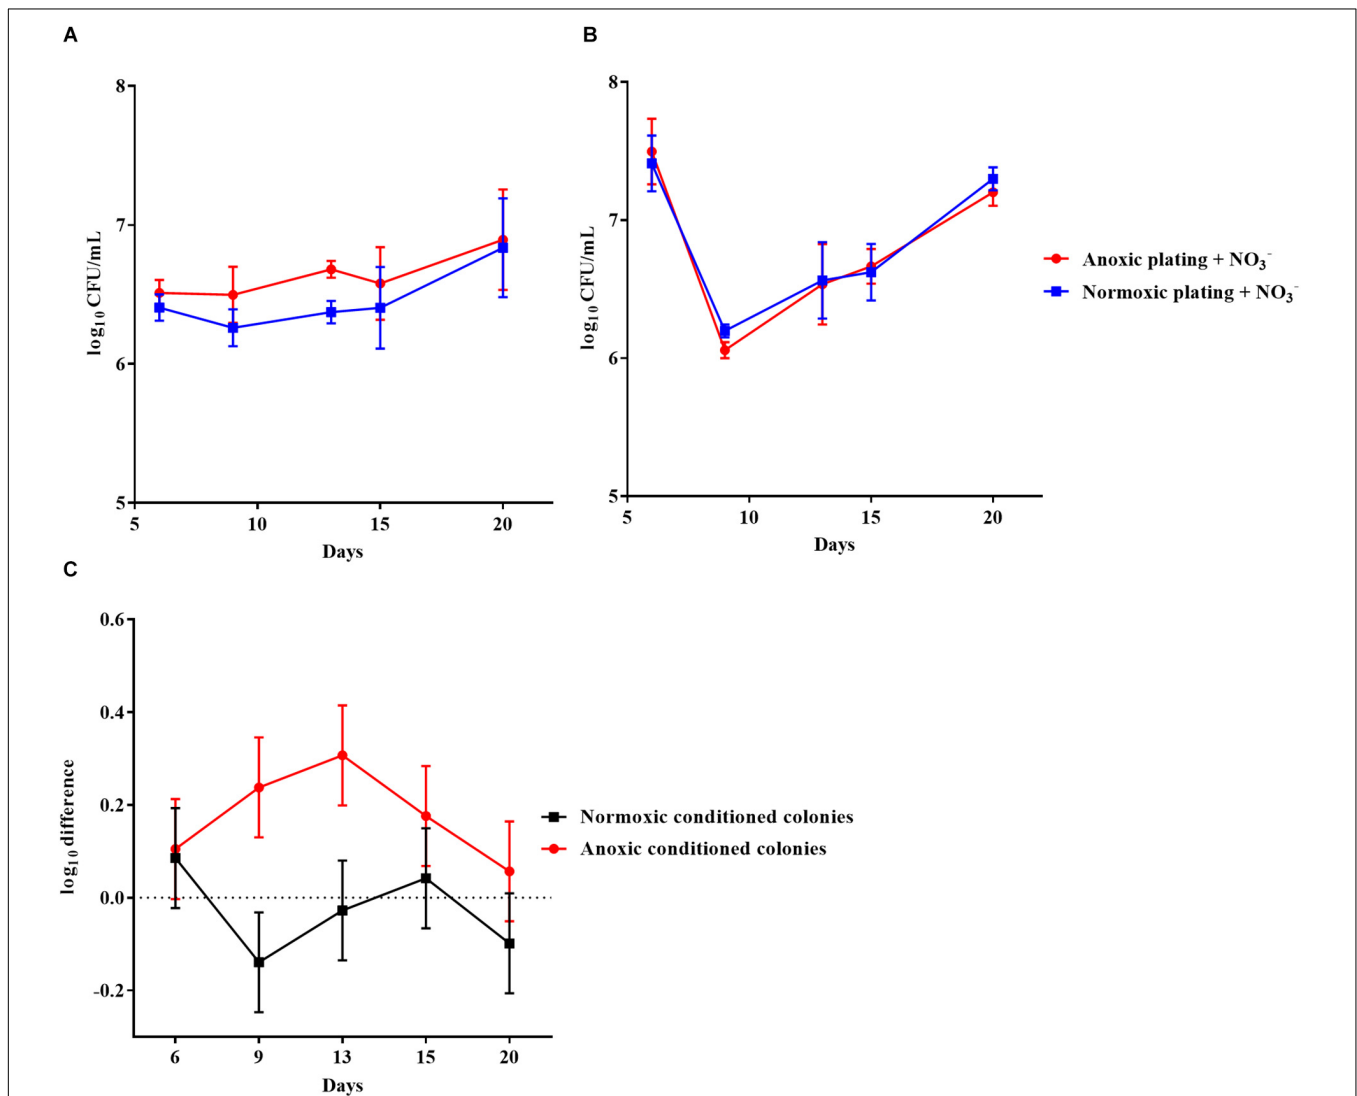 A
B
8
7
6
5
log10 CFU/mL
5
10
15
20
Days
8
7
6
5
log10 CFU/mL
5
10
15
20
Days
Anoxic plating + NO3-
Normoxic plating + NO3-
C
0.6
0.4
0.2
0.0
-0.2
log10 difference
6
9
13
15
20
Days
Normoxic conditioned colonies
Anoxic conditioned colonies